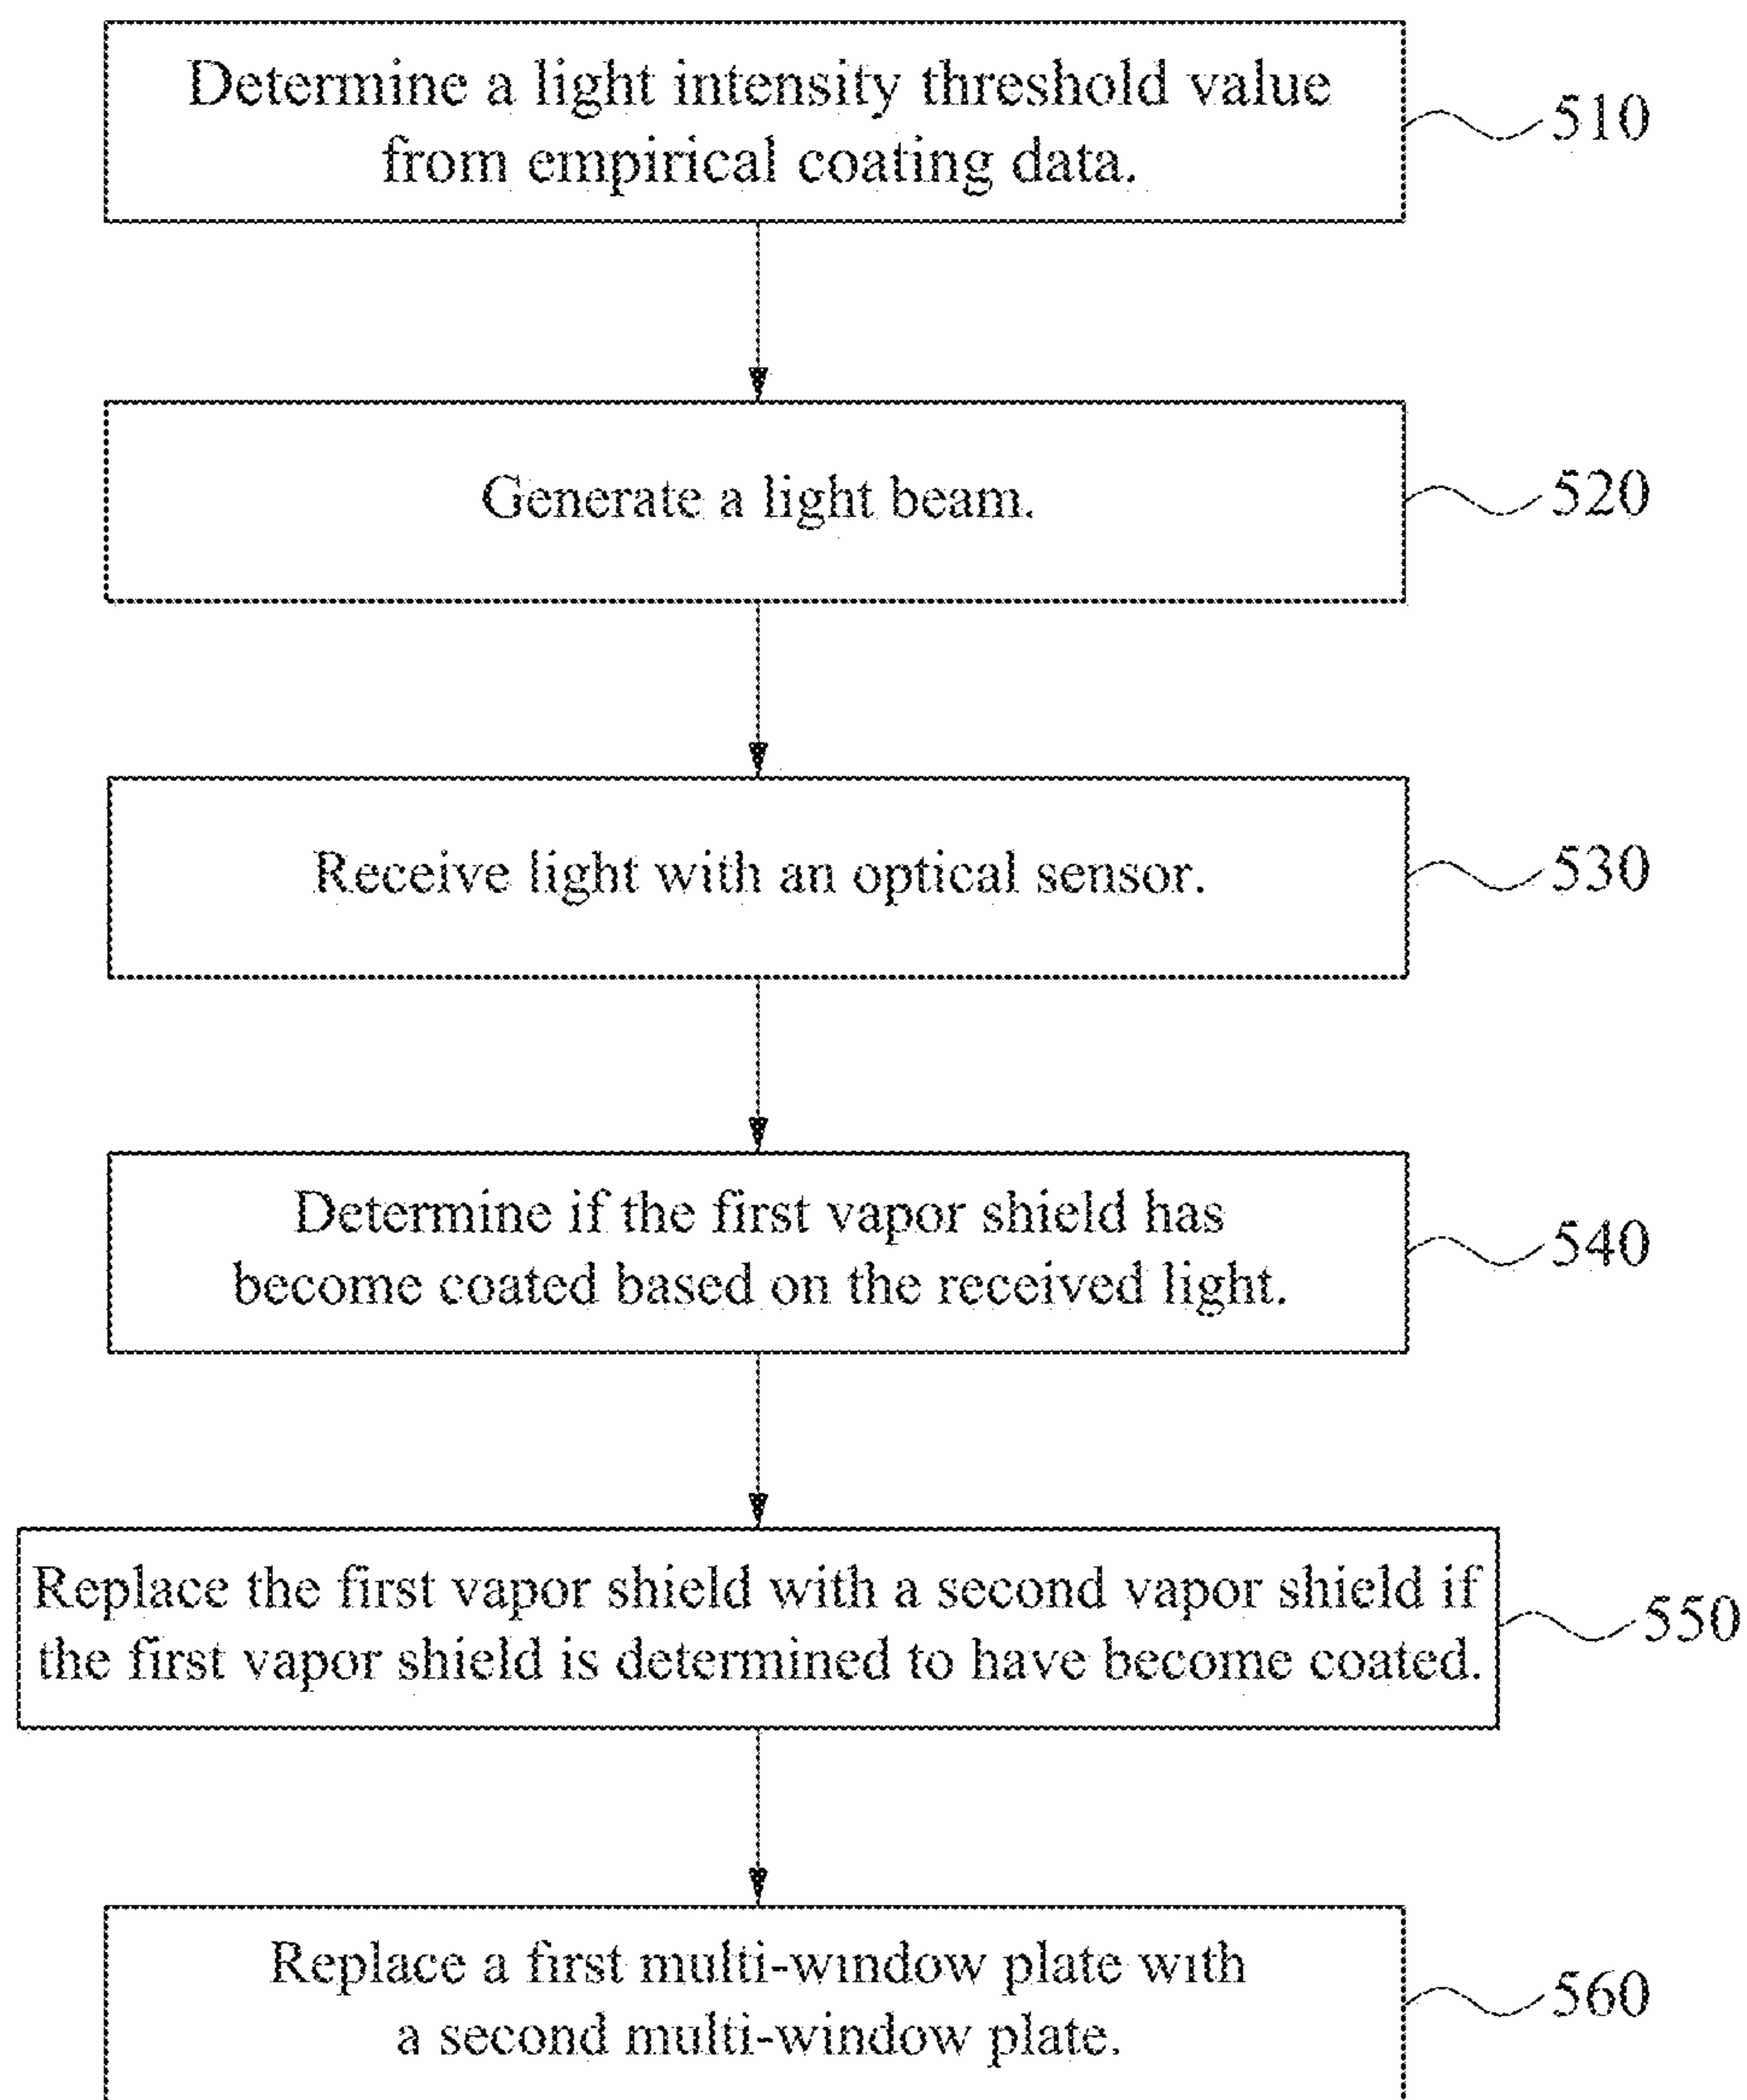 Determine a light intensity threshold value
from empirical coating data.
510
Generate a light beam.
520
Receive light with an optical sensor.
530
Determine if the first vapor shield has
become coated based on the received light.
540
Replace the first vapor shield with a second vapor shield if
the first vapor shield is determined to have become coated.
550
Replace a first multi-window plate with
a second multi-window plate.
560